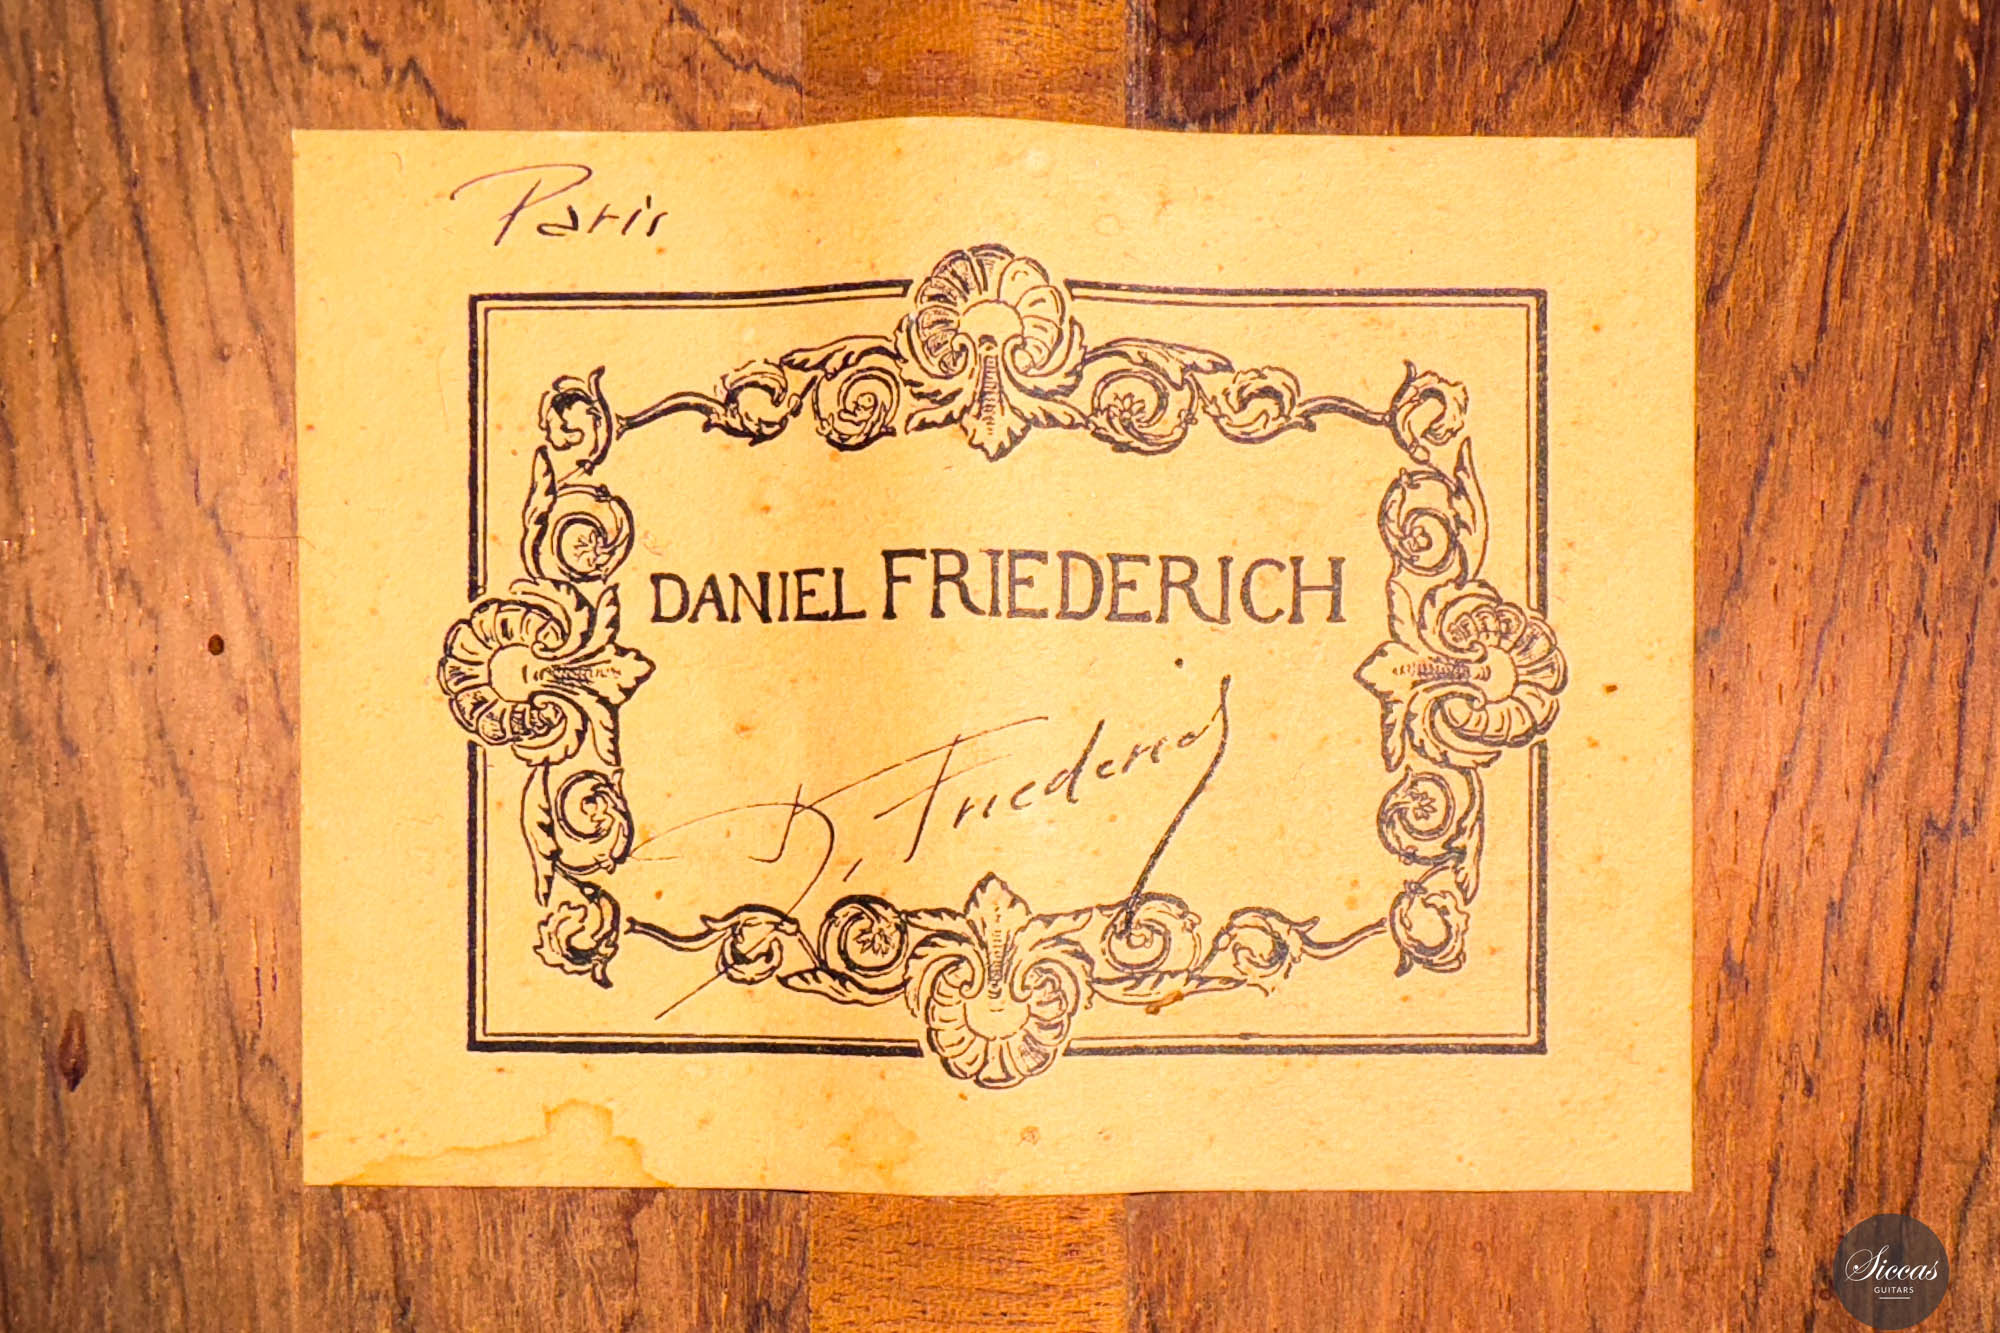 Paris
DANIEL FRIEDERICH
D. Friederich
Siccas
GUITARS